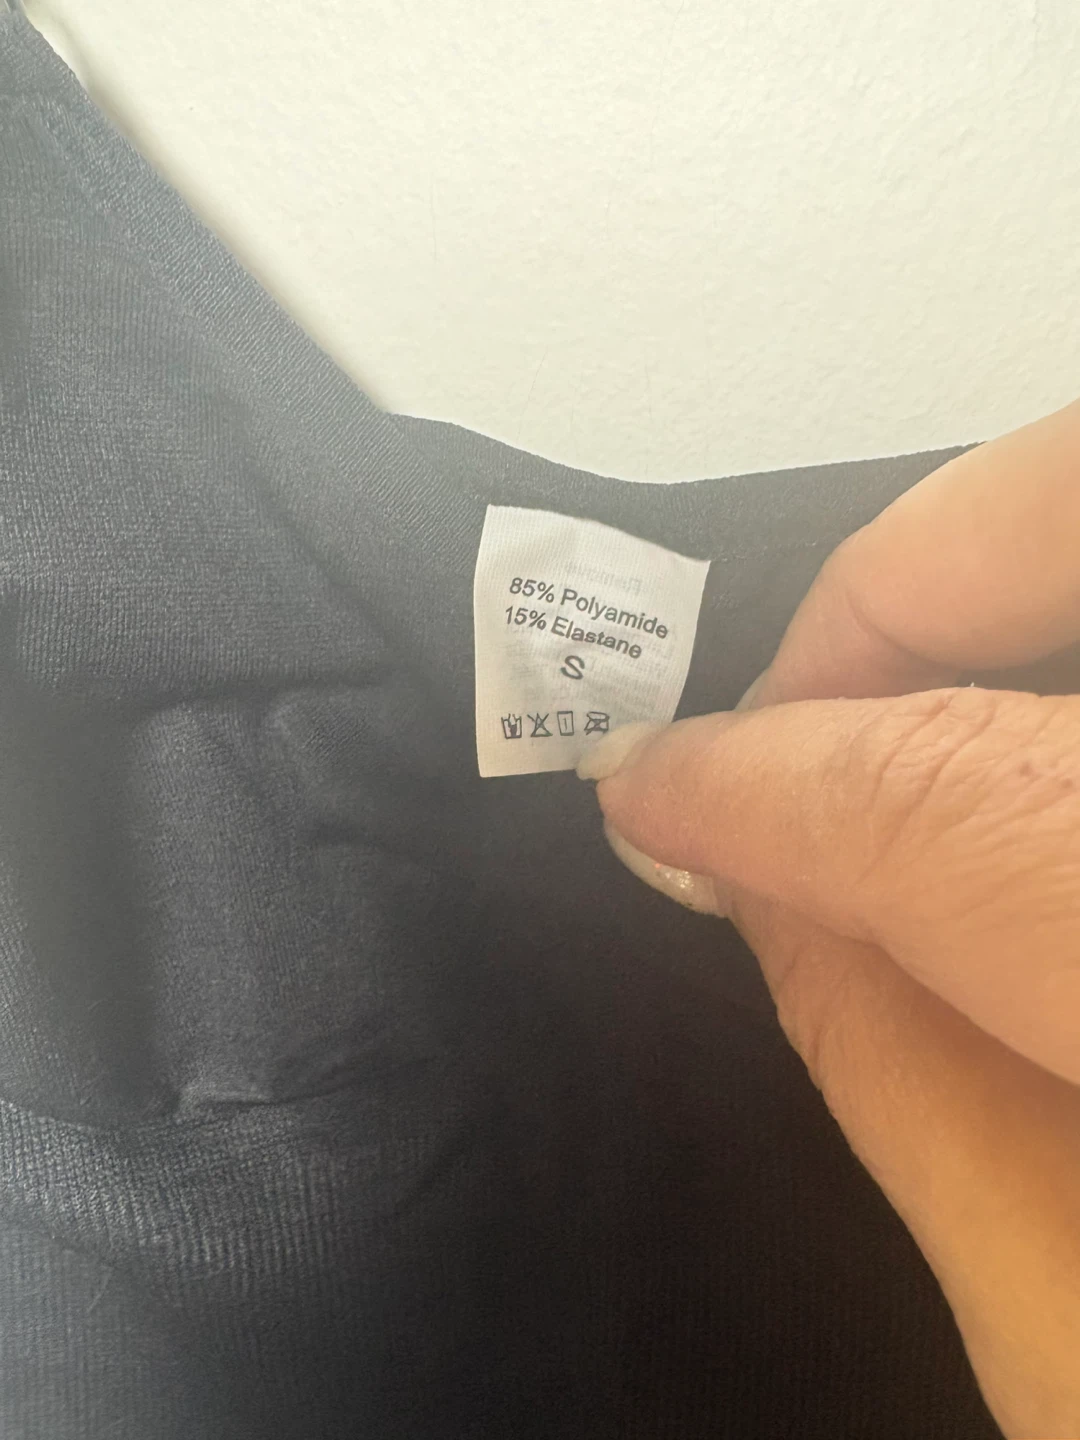 85% Polyamide
15% Elastane
S